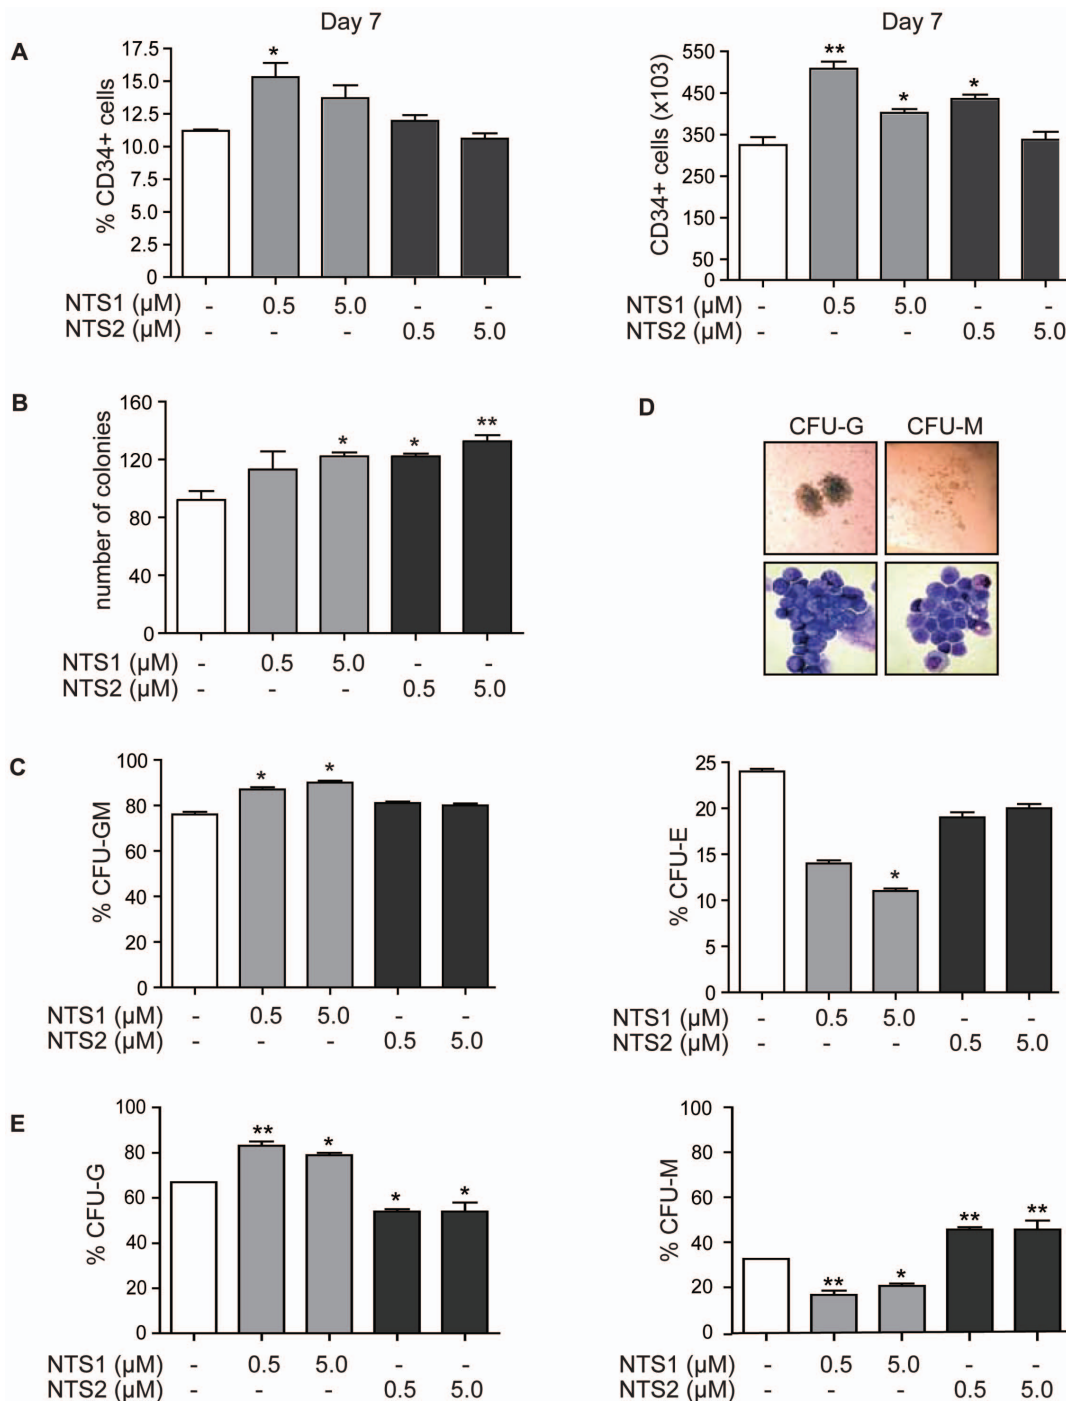 A
Day 7
% CD34+ cells
17.5
15.0
12.5
10.0
7.5
5.0
2.5
0
*
NTS1 (µM) - 0.5 5.0 - -
NTS2 (µM) - - - 0.5 5.0
Day 7
CD34+ cells (x103)
550
450
350
250
150
50
0
** * *
NTS1 (µM) - 0.5 5.0 - -
NTS2 (µM) - - - 0.5 5.0
B
number of colonies
160
120
80
40
0
* * **
NTS1 (µM) - 0.5 5.0 - -
NTS2 (µM) - - - 0.5 5.0
D
CFU-G CFU-M
C
% CFU-GM
100
80
60
40
20
0
* *
NTS1 (µM) - 0.5 5.0 - -
NTS2 (µM) - - - 0.5 5.0
% CFU-E
25
20
15
10
5
0
*
NTS1 (µM) - 0.5 5.0 - -
NTS2 (µM) - - - 0.5 5.0
E
% CFU-G
100
80
60
40
20
0
** * * *
NTS1 (µM) - 0.5 5.0 - -
NTS2 (µM) - - - 0.5 5.0
% CFU-M
100
80
60
40
20
0
** * ** **
NTS1 (µM) - 0.5 5.0 - -
NTS2 (µM) - - - 0.5 5.0